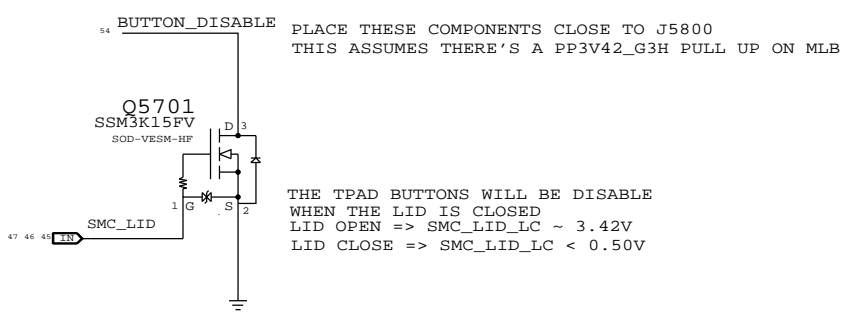 54 BUTTON_DISABLE
PLACE THESE COMPONENTS CLOSE TO J5800
THIS ASSUMES THERE'S A PP3V42_G3H PULL UP ON MLB
Q5701
SSM3K15FV
SOD-VESM-HF
D 3
1 G S 2
SMC_LID
47 46 45 IN
THE TPAD BUTTONS WILL BE DISABLE
WHEN THE LID IS CLOSED
LID OPEN => SMC_LID_LC ~ 3.42V
LID CLOSE => SMC_LID_LC < 0.50V